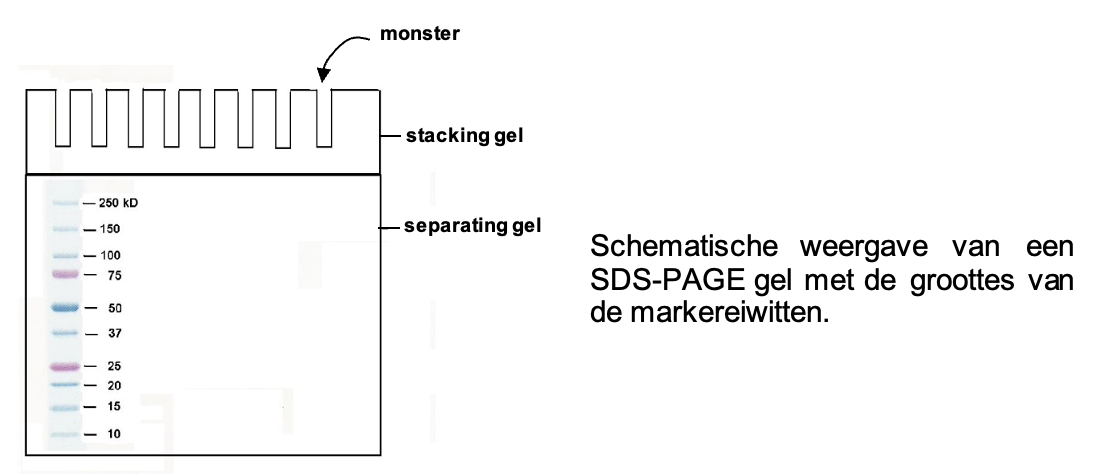 monster
stacking gel
250 kD
150
separating gel
100
75
50
37
25
20
15
10
Schematische weergave van een
SDS-PAGE gel met de groottes van
de markereiwitten.